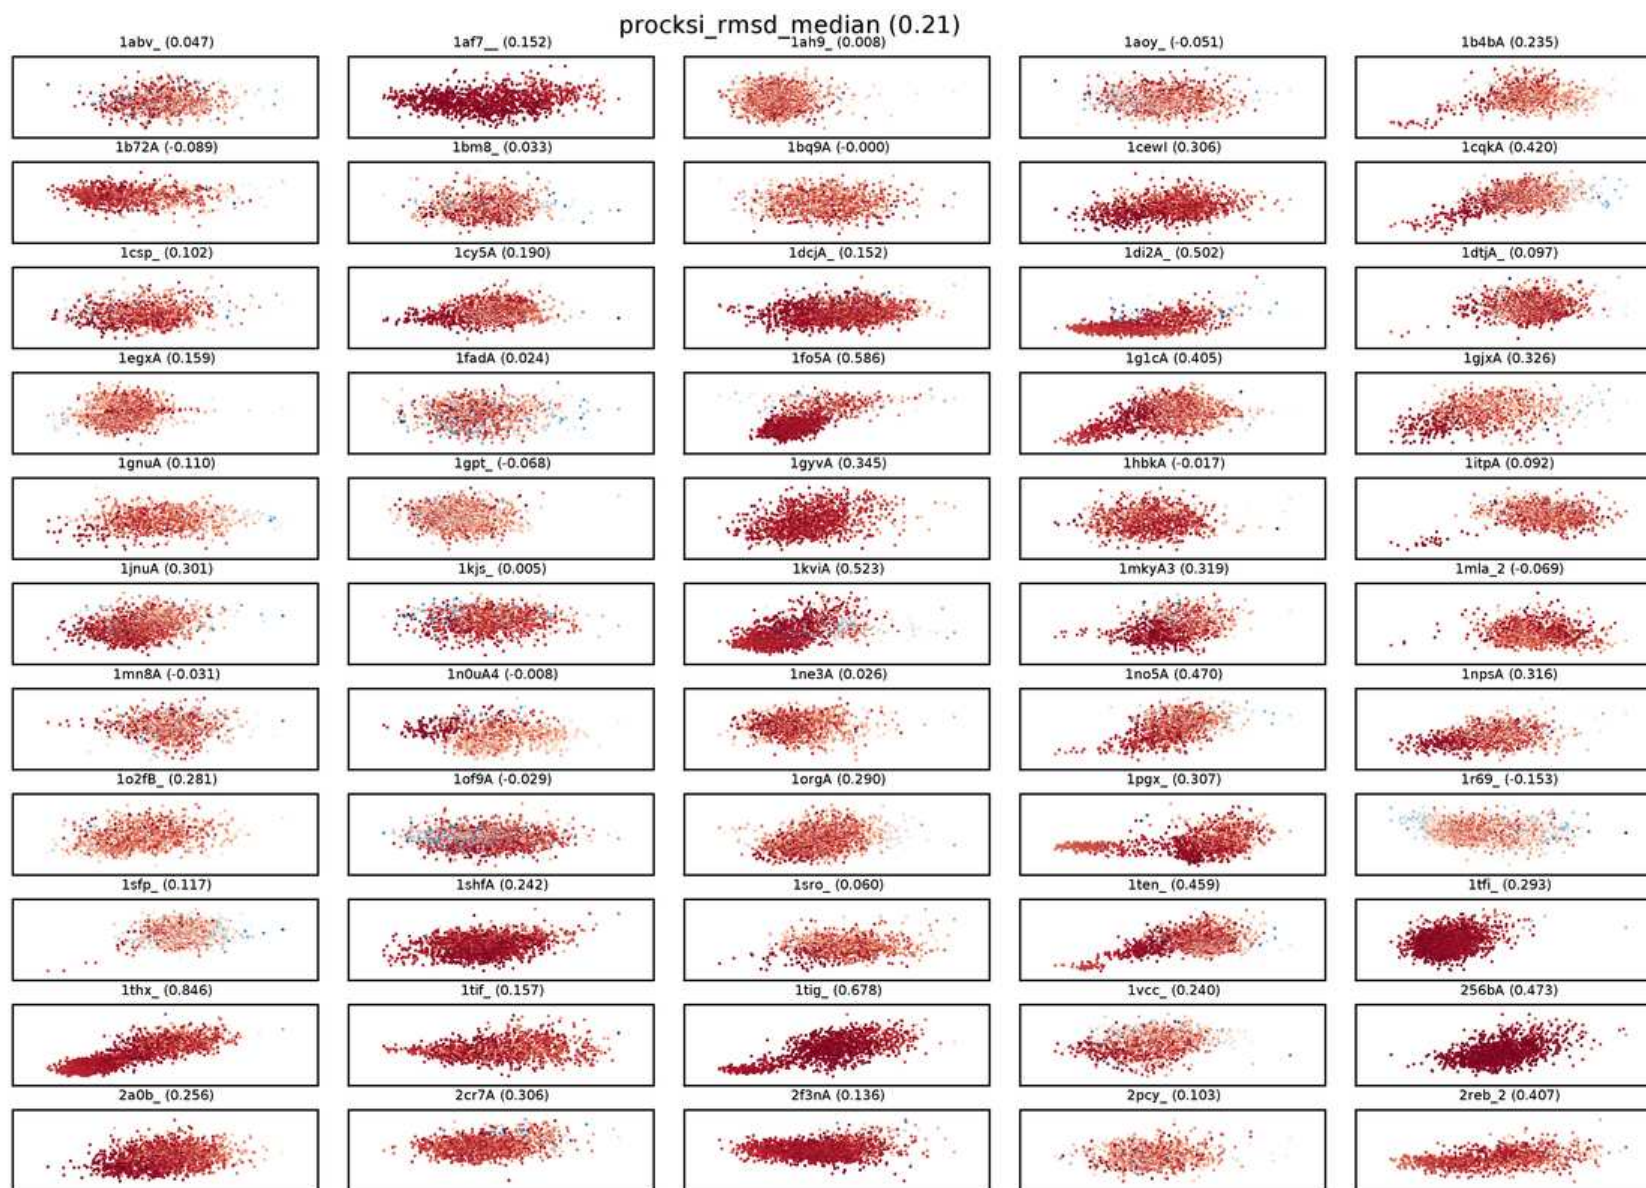 procksi_rmsd_median (0.21)
1abv_ (0.047) 1af7__ (0.152) 1ah9_ (0.008) 1aoy_ (-0.051) 1b4bA (0.235)
1b72A (-0.089) 1bm8_ (0.033) 1bq9A (-0.000) 1cewI (0.306) 1cqkA (0.420)
1csp_ (0.102) 1cy5A (0.190) 1dcjA_ (0.152) 1di2A_ (0.502) 1dtjA_ (0.097)
1egxA (0.159) 1fadA (0.024) 1fo5A (0.586) 1g1cA (0.405) 1gjxA (0.326)
1gnuA (0.110) 1gpt_ (-0.068) 1gyvA (0.345) 1hbkA (-0.017) 1itpA (0.092)
1jnuA (0.301) 1kjs_ (0.005) 1kviA (0.523) 1mkyA3 (0.319) 1mla_2 (-0.069)
1mn8A (-0.031) 1n0uA4 (-0.008) 1ne3A (0.026) 1no5A (0.470) 1npsA (0.316)
1o2fB_ (0.281) 1of9A (-0.029) 1orgA (0.290) 1pgx_ (0.307) 1r69_ (-0.153)
1sfp_ (0.117) 1shfA (0.242) 1sro_ (0.060) 1ten_ (0.459) 1tfi_ (0.293)
1thx_ (0.846) 1tif_ (0.157) 1tig_ (0.678) 1vcc_ (0.240) 256bA (0.473)
2a0b_ (0.256) 2cr7A (0.306) 2f3nA (0.136) 2pcy_ (0.103) 2reb_2 (0.407)